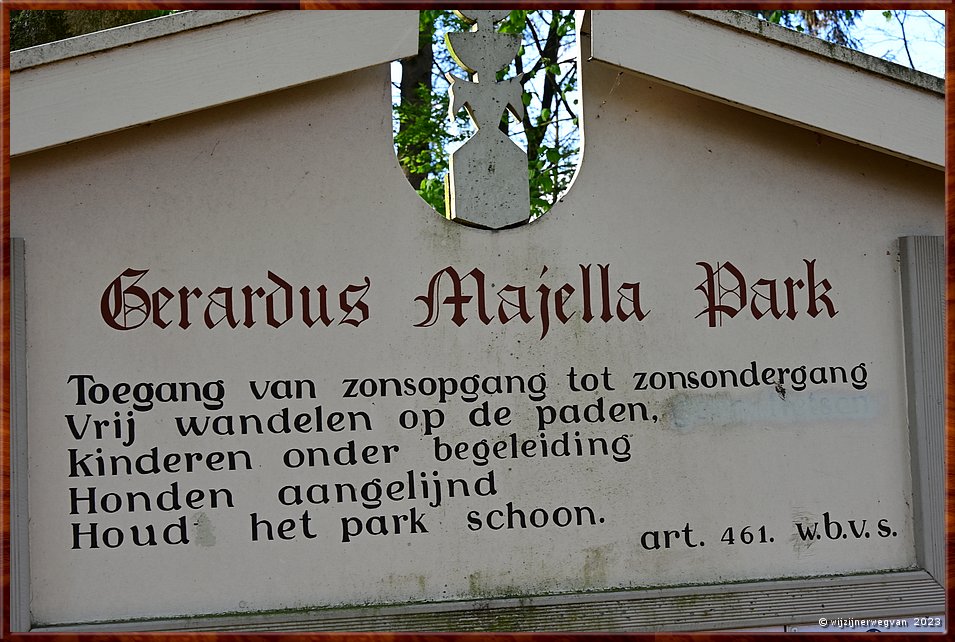 Gerardus Majella Park
Toegang van zonsopgang tot zonsondergang
Vrij wandelen op de paden,
kinderen onder begeleiding
Honden aangelijnd
Houd het park schoon.
art. 461. w.b.v.s.
© wijzijnerwegvan 2023